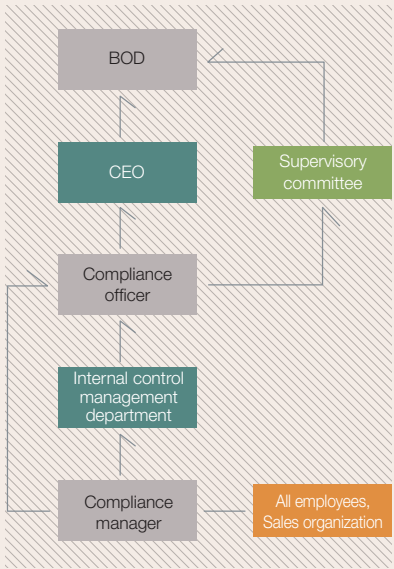 BOD
CEO
Supervisory
committee
Compliance
officer
Internal control
management
department
Compliance
manager
All employees,
Sales organization